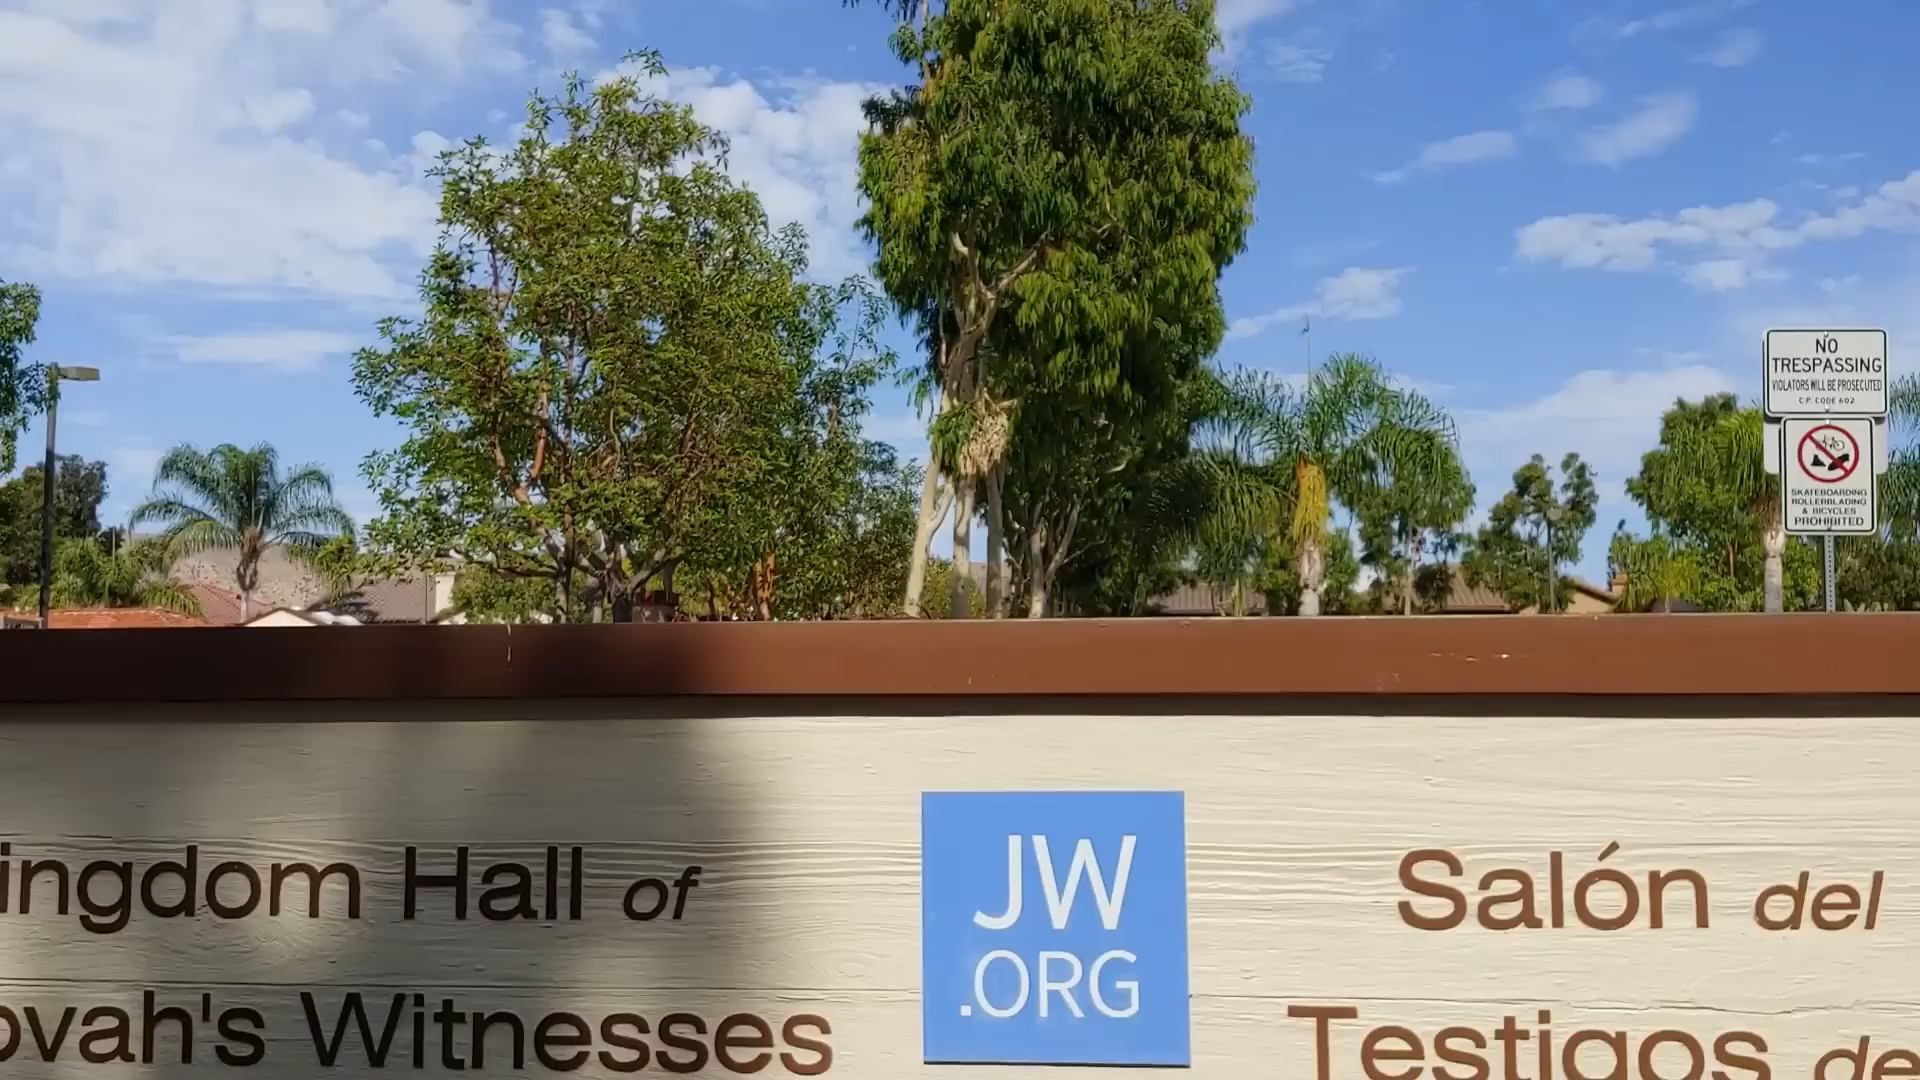 NO
TRESPASSING
VIOLATORS WILL BE PROSECUTED
C.P. CODE 602
SKATEBOARDING
ROLLERBLADING
& BICYCLES
PROHIBITED
ingdom Hall of
ovah's Witnesses
JW
.ORG
Salón del
Testigos de